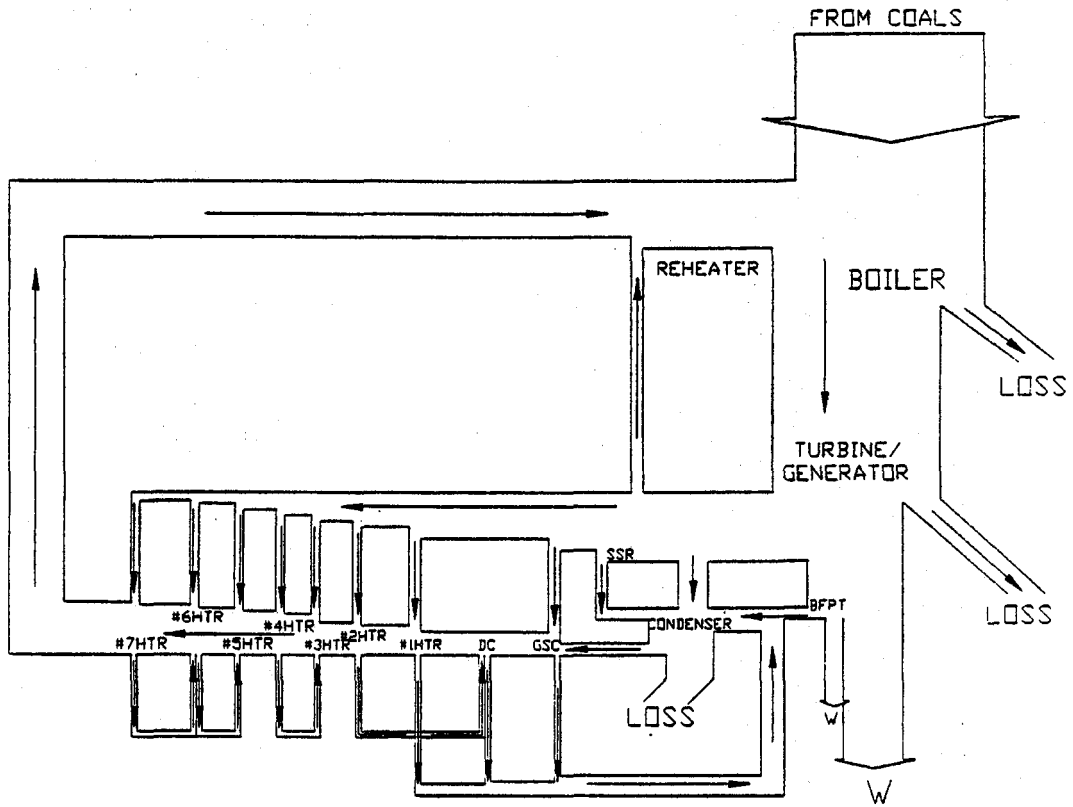 FROM COALS
REHEATER
BOILER
LOSS
TURBINE/
GENERATOR
SSR
BFPT
#6HTR
#4HTR
#2HTR
CONDENSER
#7HTR
#5HTR
#3HTR
#1HTR
DC
GSC
LOSS
LOSS
W
W